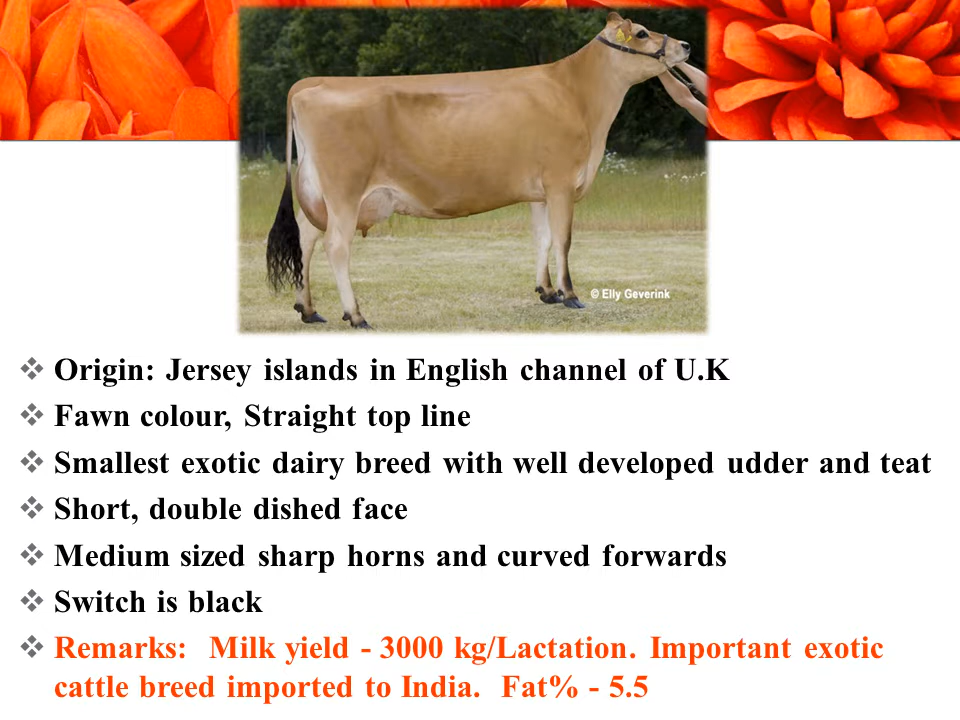 © Elly Geverink
❖ Origin: Jersey islands in English channel of U.K
❖ Fawn colour, Straight top line
❖ Smallest exotic dairy breed with well developed udder and teat
❖ Short, double dished face
❖ Medium sized sharp horns and curved forwards
❖ Switch is black
❖ Remarks: Milk yield - 3000 kg/Lactation. Important exotic
cattle breed imported to India. Fat% - 5.5